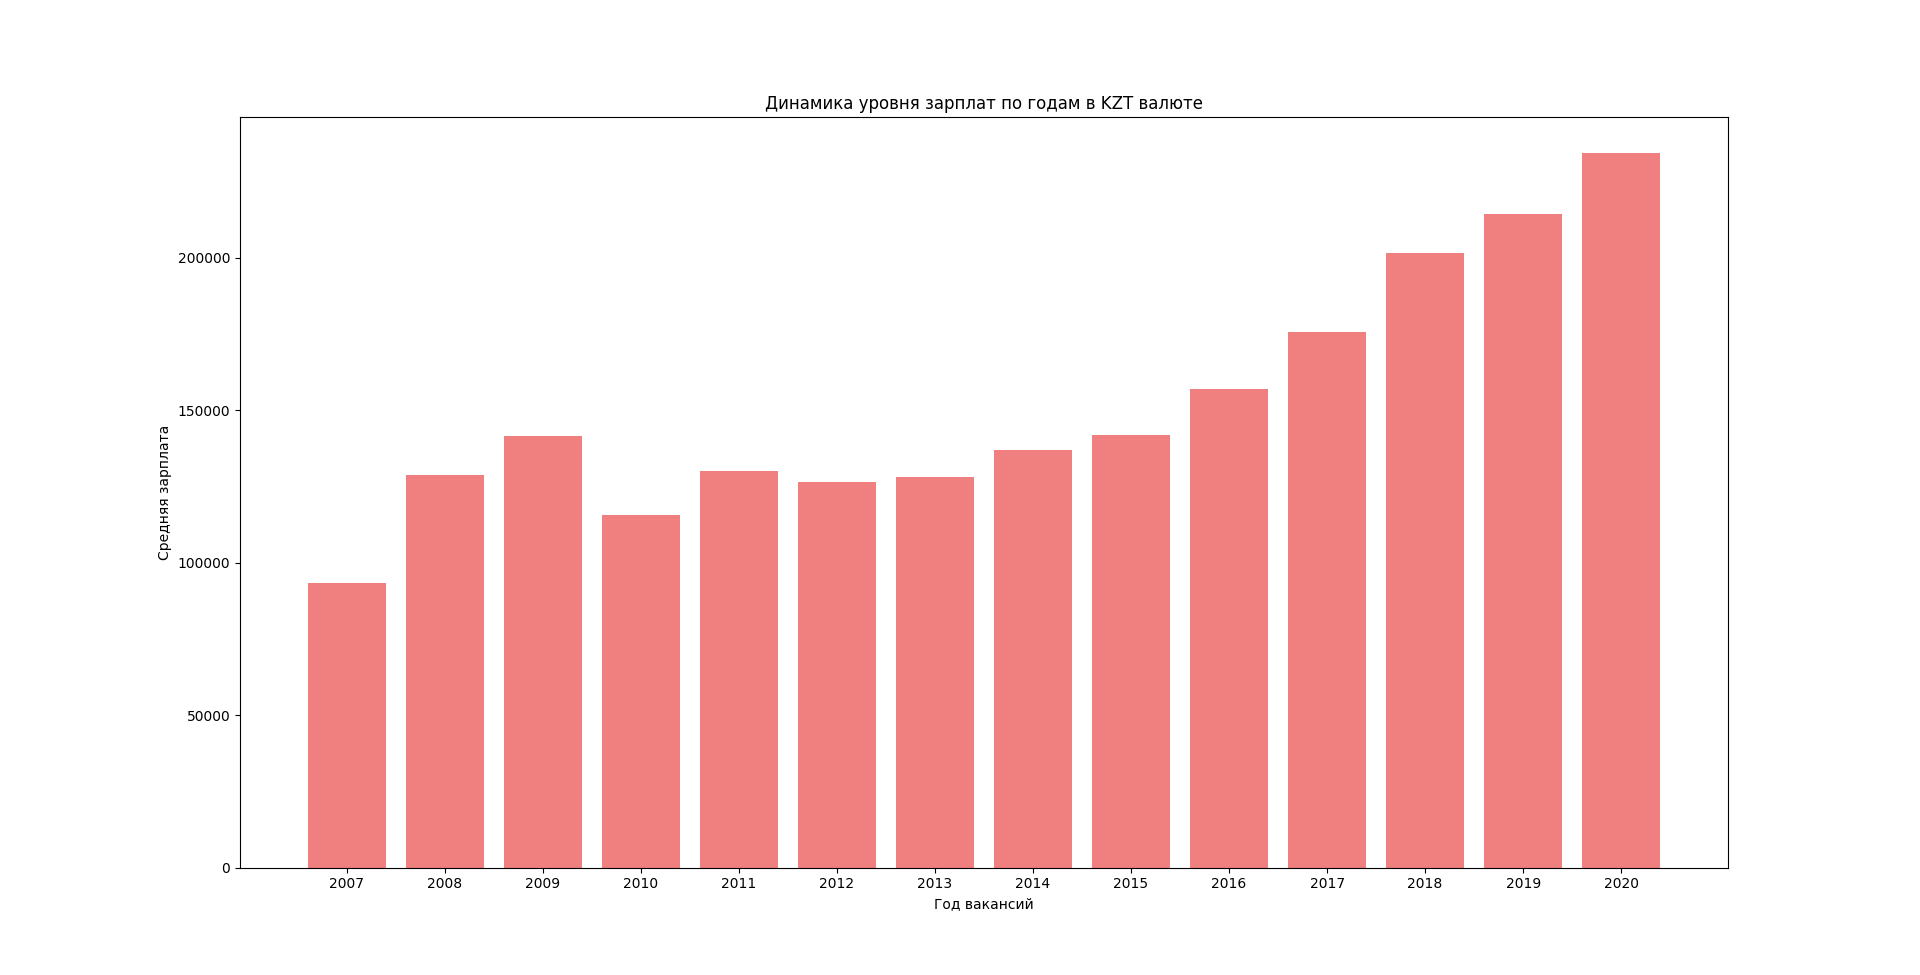 Динамика уровня зарплат по годам в KZT валюте
Средняя зарплата
200000
150000
100000
50000
0
2007 2008 2009 2010 2011 2012 2013 2014 2015 2016 2017 2018 2019 2020
Год вакансий